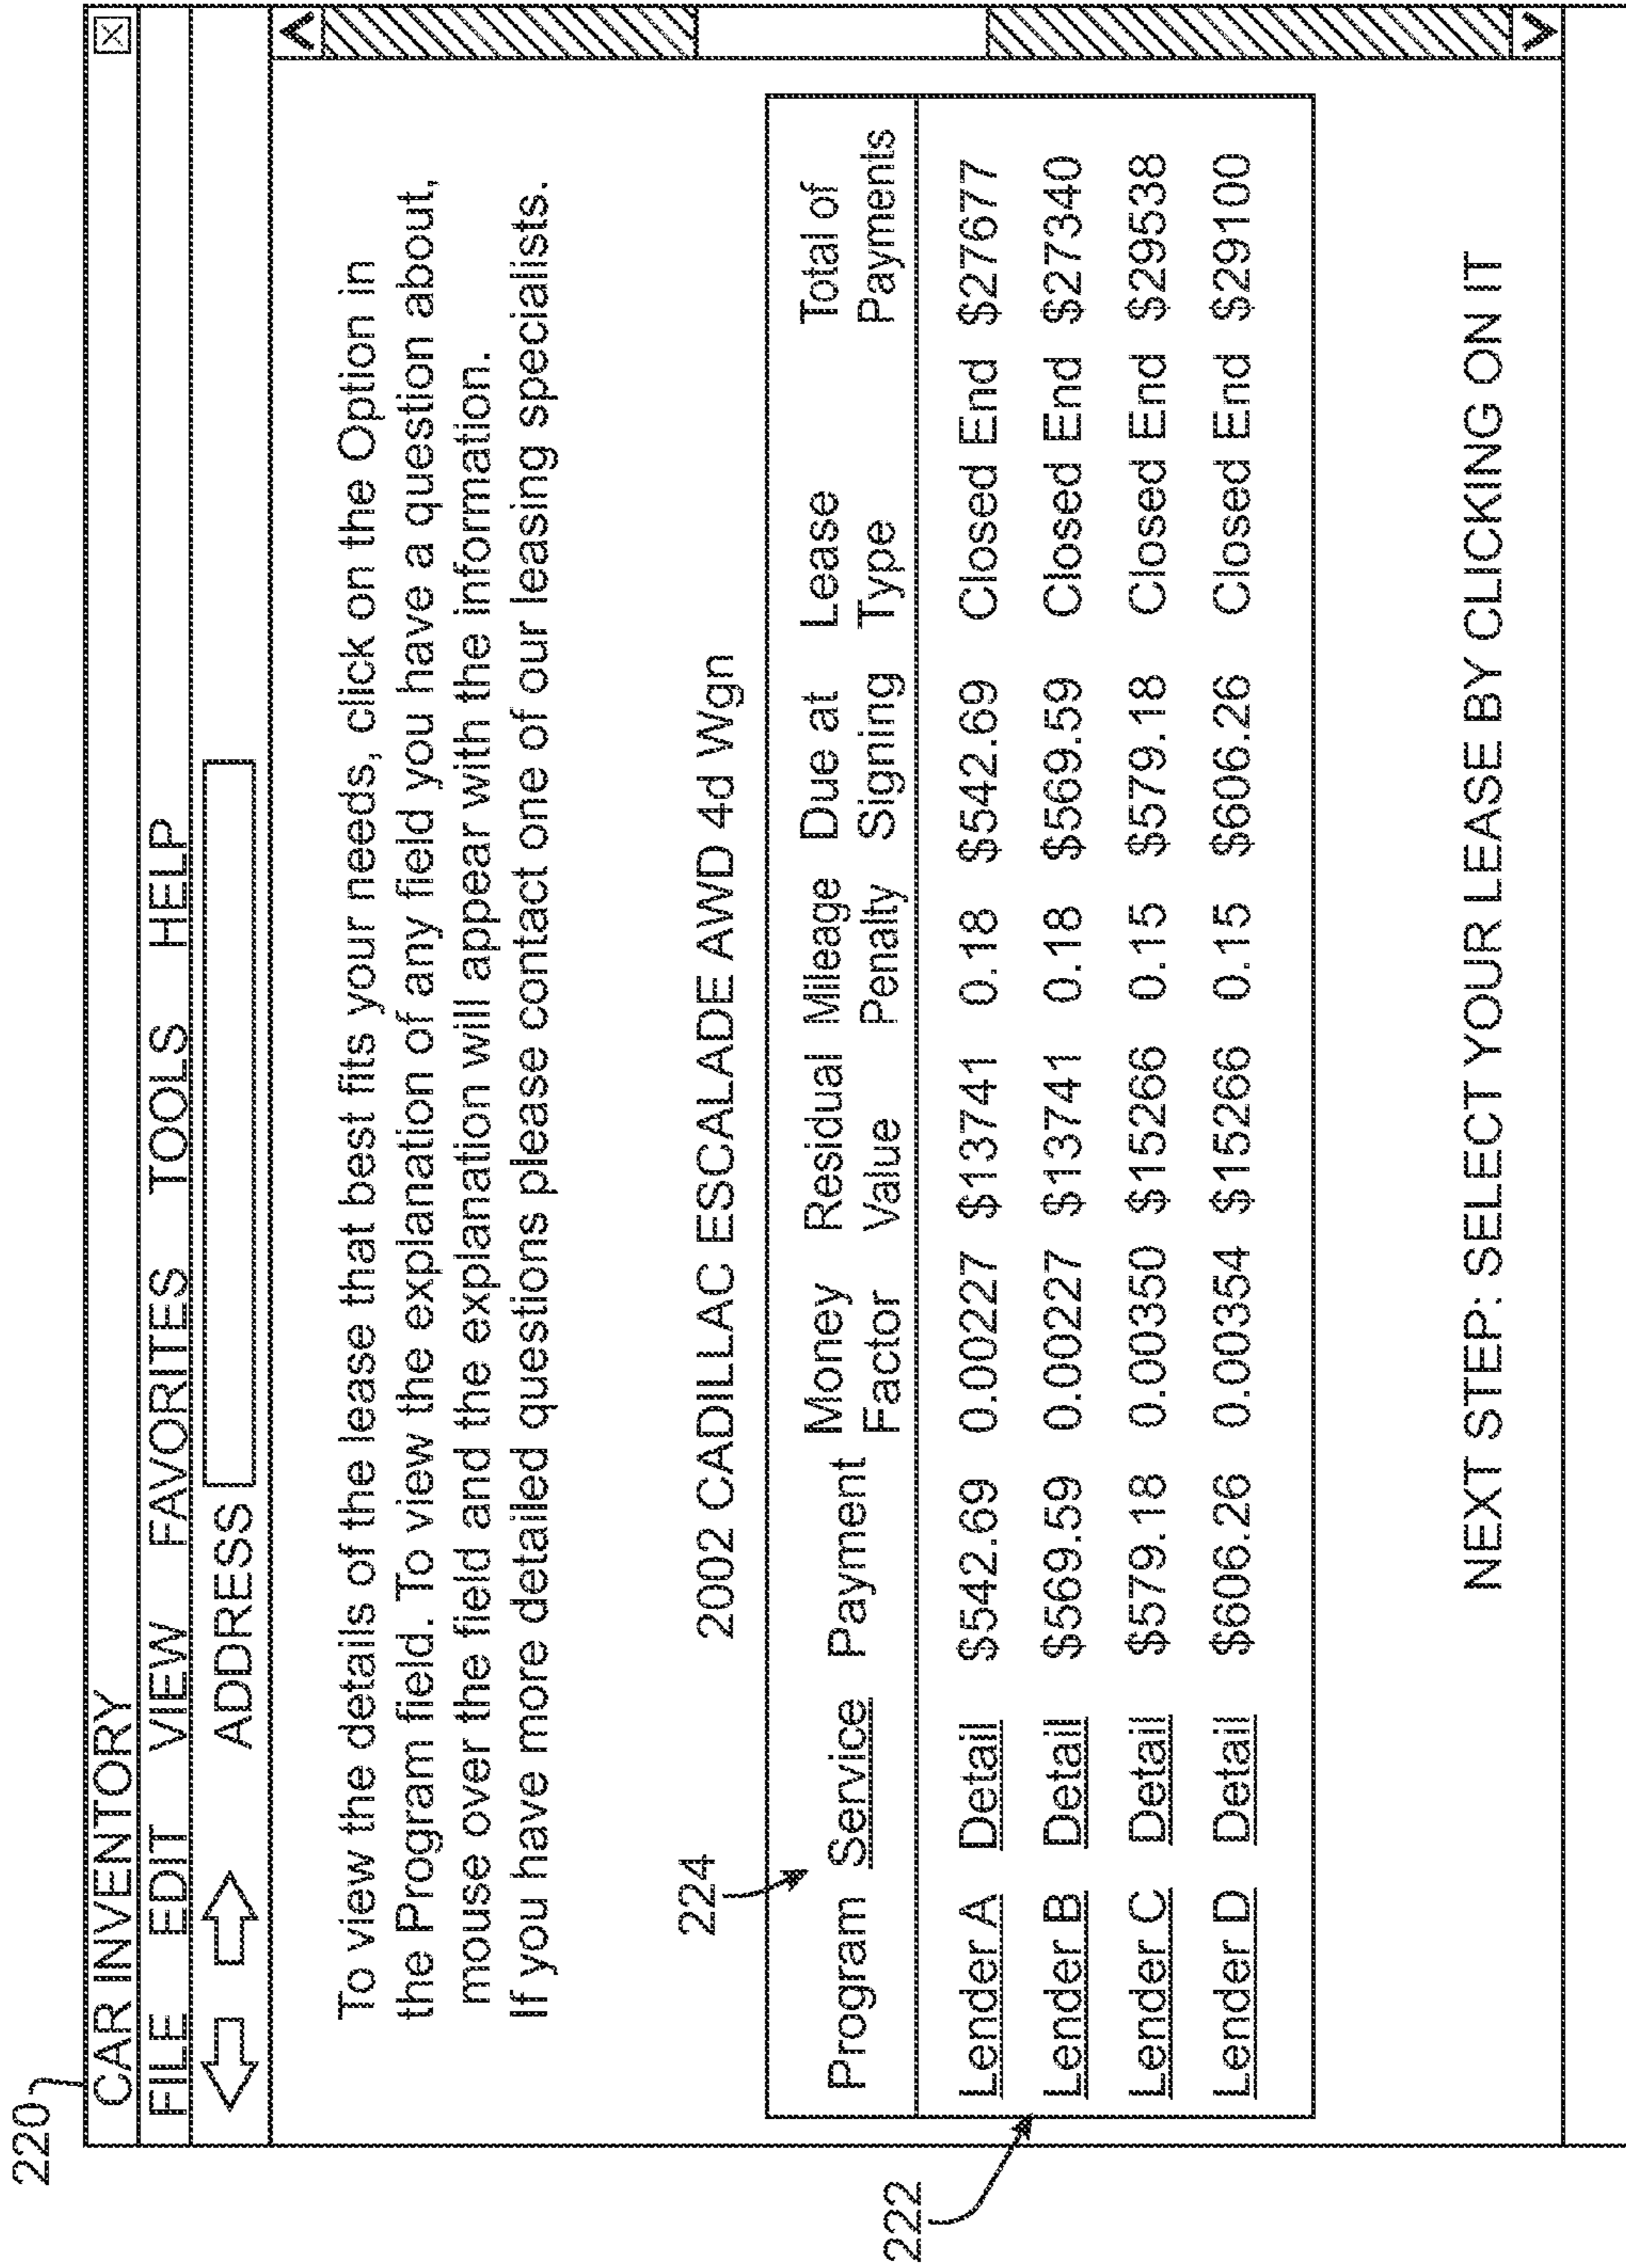 220
CAR INVENTORY
FILE EDIT VIEW FAVORITES TOOLS HELP
ADDRESS
To view the details of the lease that best fits your needs, click on the Option in
the Program field. To view the explanation of any field you have a question about,
mouse over the field and the explanation will appear with the information.
If you have more detailed questions please contact one of our leasing specialists.
224
2002 CADILLAC ESCALADE AWD 4d Wgn
Program Service Payment Money Factor Residual Value Mileage Penalty Due at Signing Lease Type Total of Payments
222
Lender A Detail $542.69 0.00227 $13741 0.18 $542.69 Closed End $27677
Lender B Detail $569.59 0.00227 $13741 0.18 $569.59 Closed End $27340
Lender C Detail $579.18 0.00350 $15266 0.15 $579.18 Closed End $29538
Lender D Detail $606.26 0.00354 $15266 0.15 $606.26 Closed End $29100
NEXT STEP: SELECT YOUR LEASE BY CLICKING ON IT